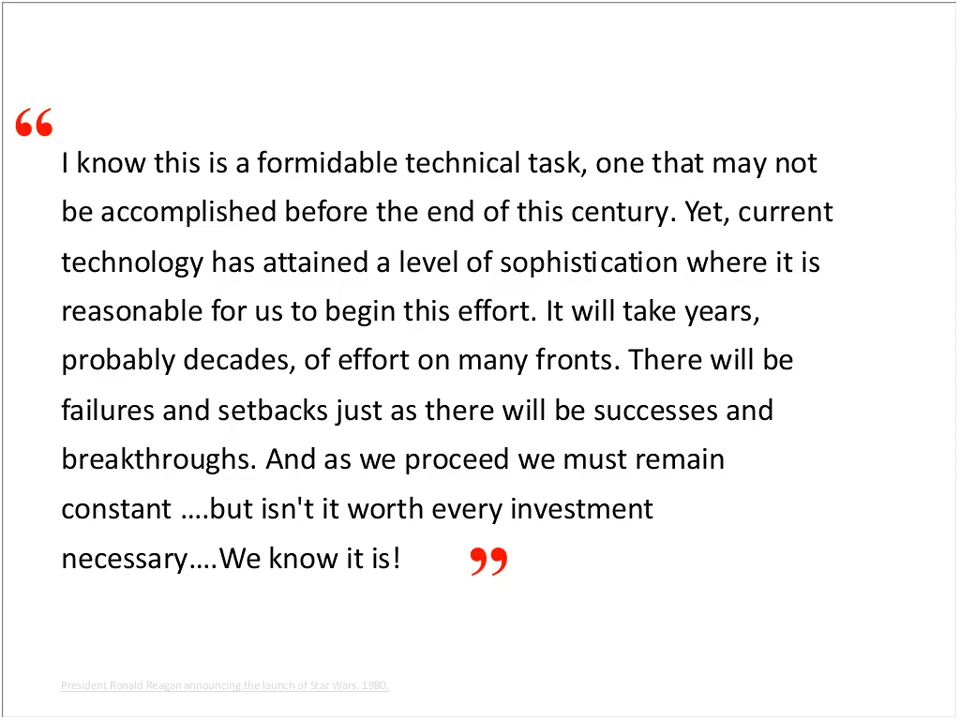 “
I know this is a formidable technical task, one that may not
be accomplished before the end of this century. Yet, current
technology has attained a level of sophistication where it is
reasonable for us to begin this effort. It will take years,
probably decades, of effort on many fronts. There will be
failures and setbacks just as there will be successes and
breakthroughs. And as we proceed we must remain
constant ….but isn't it worth every investment
necessary….We know it is! ”
President Ronald Reagan announcing the launch of Star Wars, 1980.